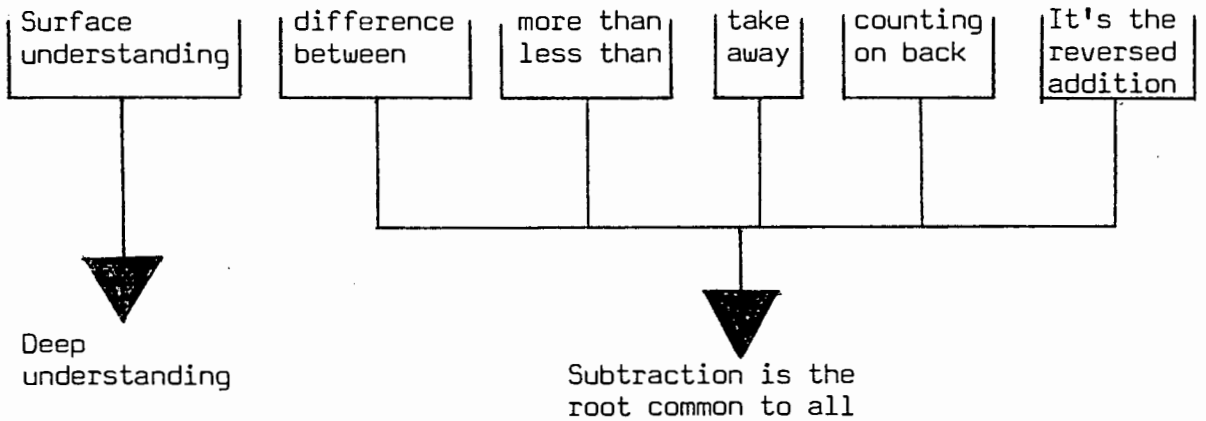 Surface
understanding
difference
between
more than
less than
take
away
counting
on back
It's the
reversed
addition
Deep
understanding
Subtraction is the
root common to all